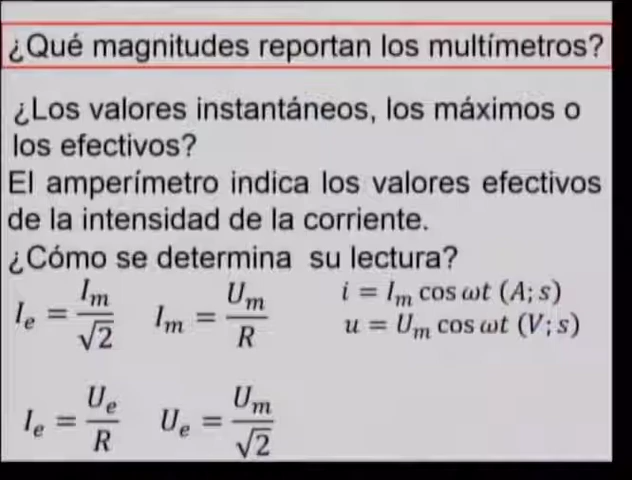 ¿Qué magnitudes reportan los multímetros?
¿Los valores instantáneos, los máximos o
los efectivos?
El amperímetro indica los valores efectivos
de la intensidad de la corriente.
¿Cómo se determina su lectura?
I_e = I_m/√2 I_m = U_m/R i = I_m cos ωt (A; s)
u = U_m cos ωt (V; s)
I_e = U_e/R U_e = U_m/√2